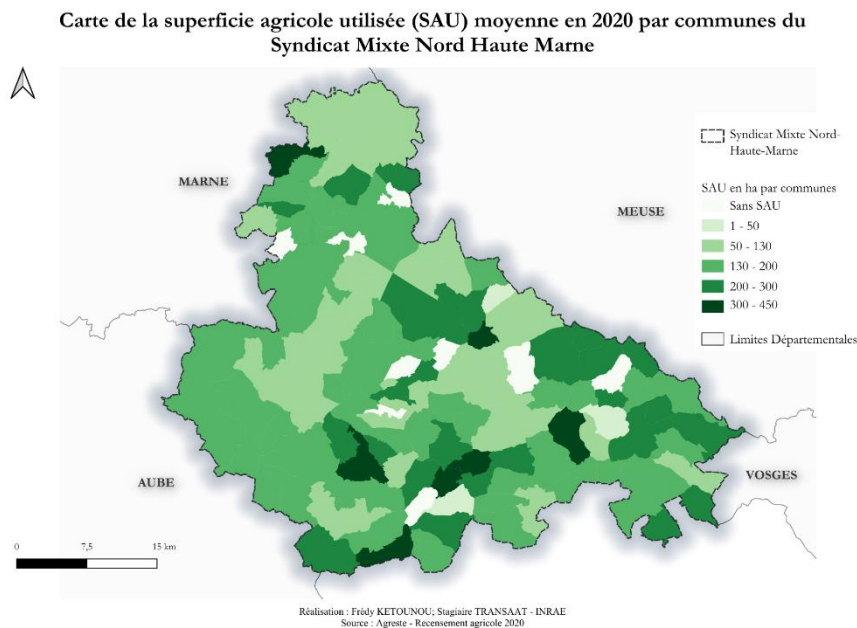 Carte de la superficie agricole utilisée (SAU) moyenne en 2020 par communes du
Syndicat Mixte Nord Haute Marne
MARNE
MEUSE
AUBE
VOSGES
Syndicat Mixte Nord-
Haute-Marne
SAU en ha par communes
Sans SAU
1 - 50
50 - 130
130 - 200
200 - 300
300 - 450
Limites Départementales
0 7,5 15 km
Réalisation : Frédy KETOUNOU; Stagiaire TRANSAAT - INRAE
Source : Agreste - Recensement agricole 2020